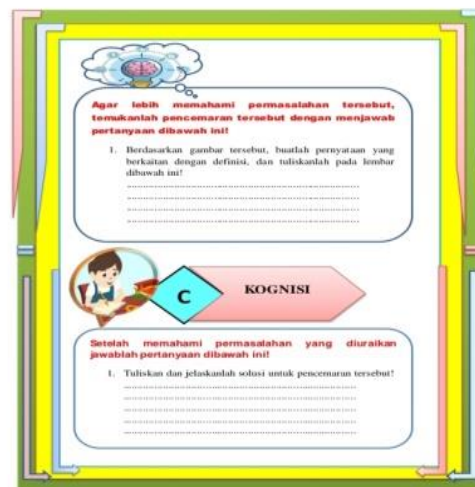 Agar lebih memahami permasalahan tersebut,
temukanlah pencemaran tersebut dengan menjawab
pertanyaan dibawah ini!
1. Berdasarkan gambar tersebut, buatlah pernyataan yang
berkaitan dengan definisi, dan tuliskanlah pada lembar
dibawah ini!
................................................................................
................................................................................
................................................................................
................................................................................
C
KOGNISI
Setelah memahami permasalahan yang diuraikan
jawablah pertanyaan dibawah ini!
1. Tuliskan dan jelaskanlah solusi untuk pencemaran tersebut!
................................................................................
................................................................................
................................................................................
................................................................................
................................................................................